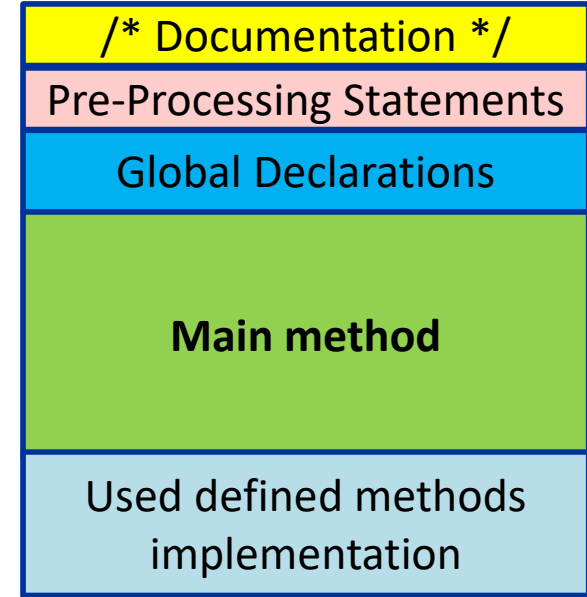 /* Documentation */
Pre-Processing Statements
Global Declarations
Main method
Used defined methods
implementation